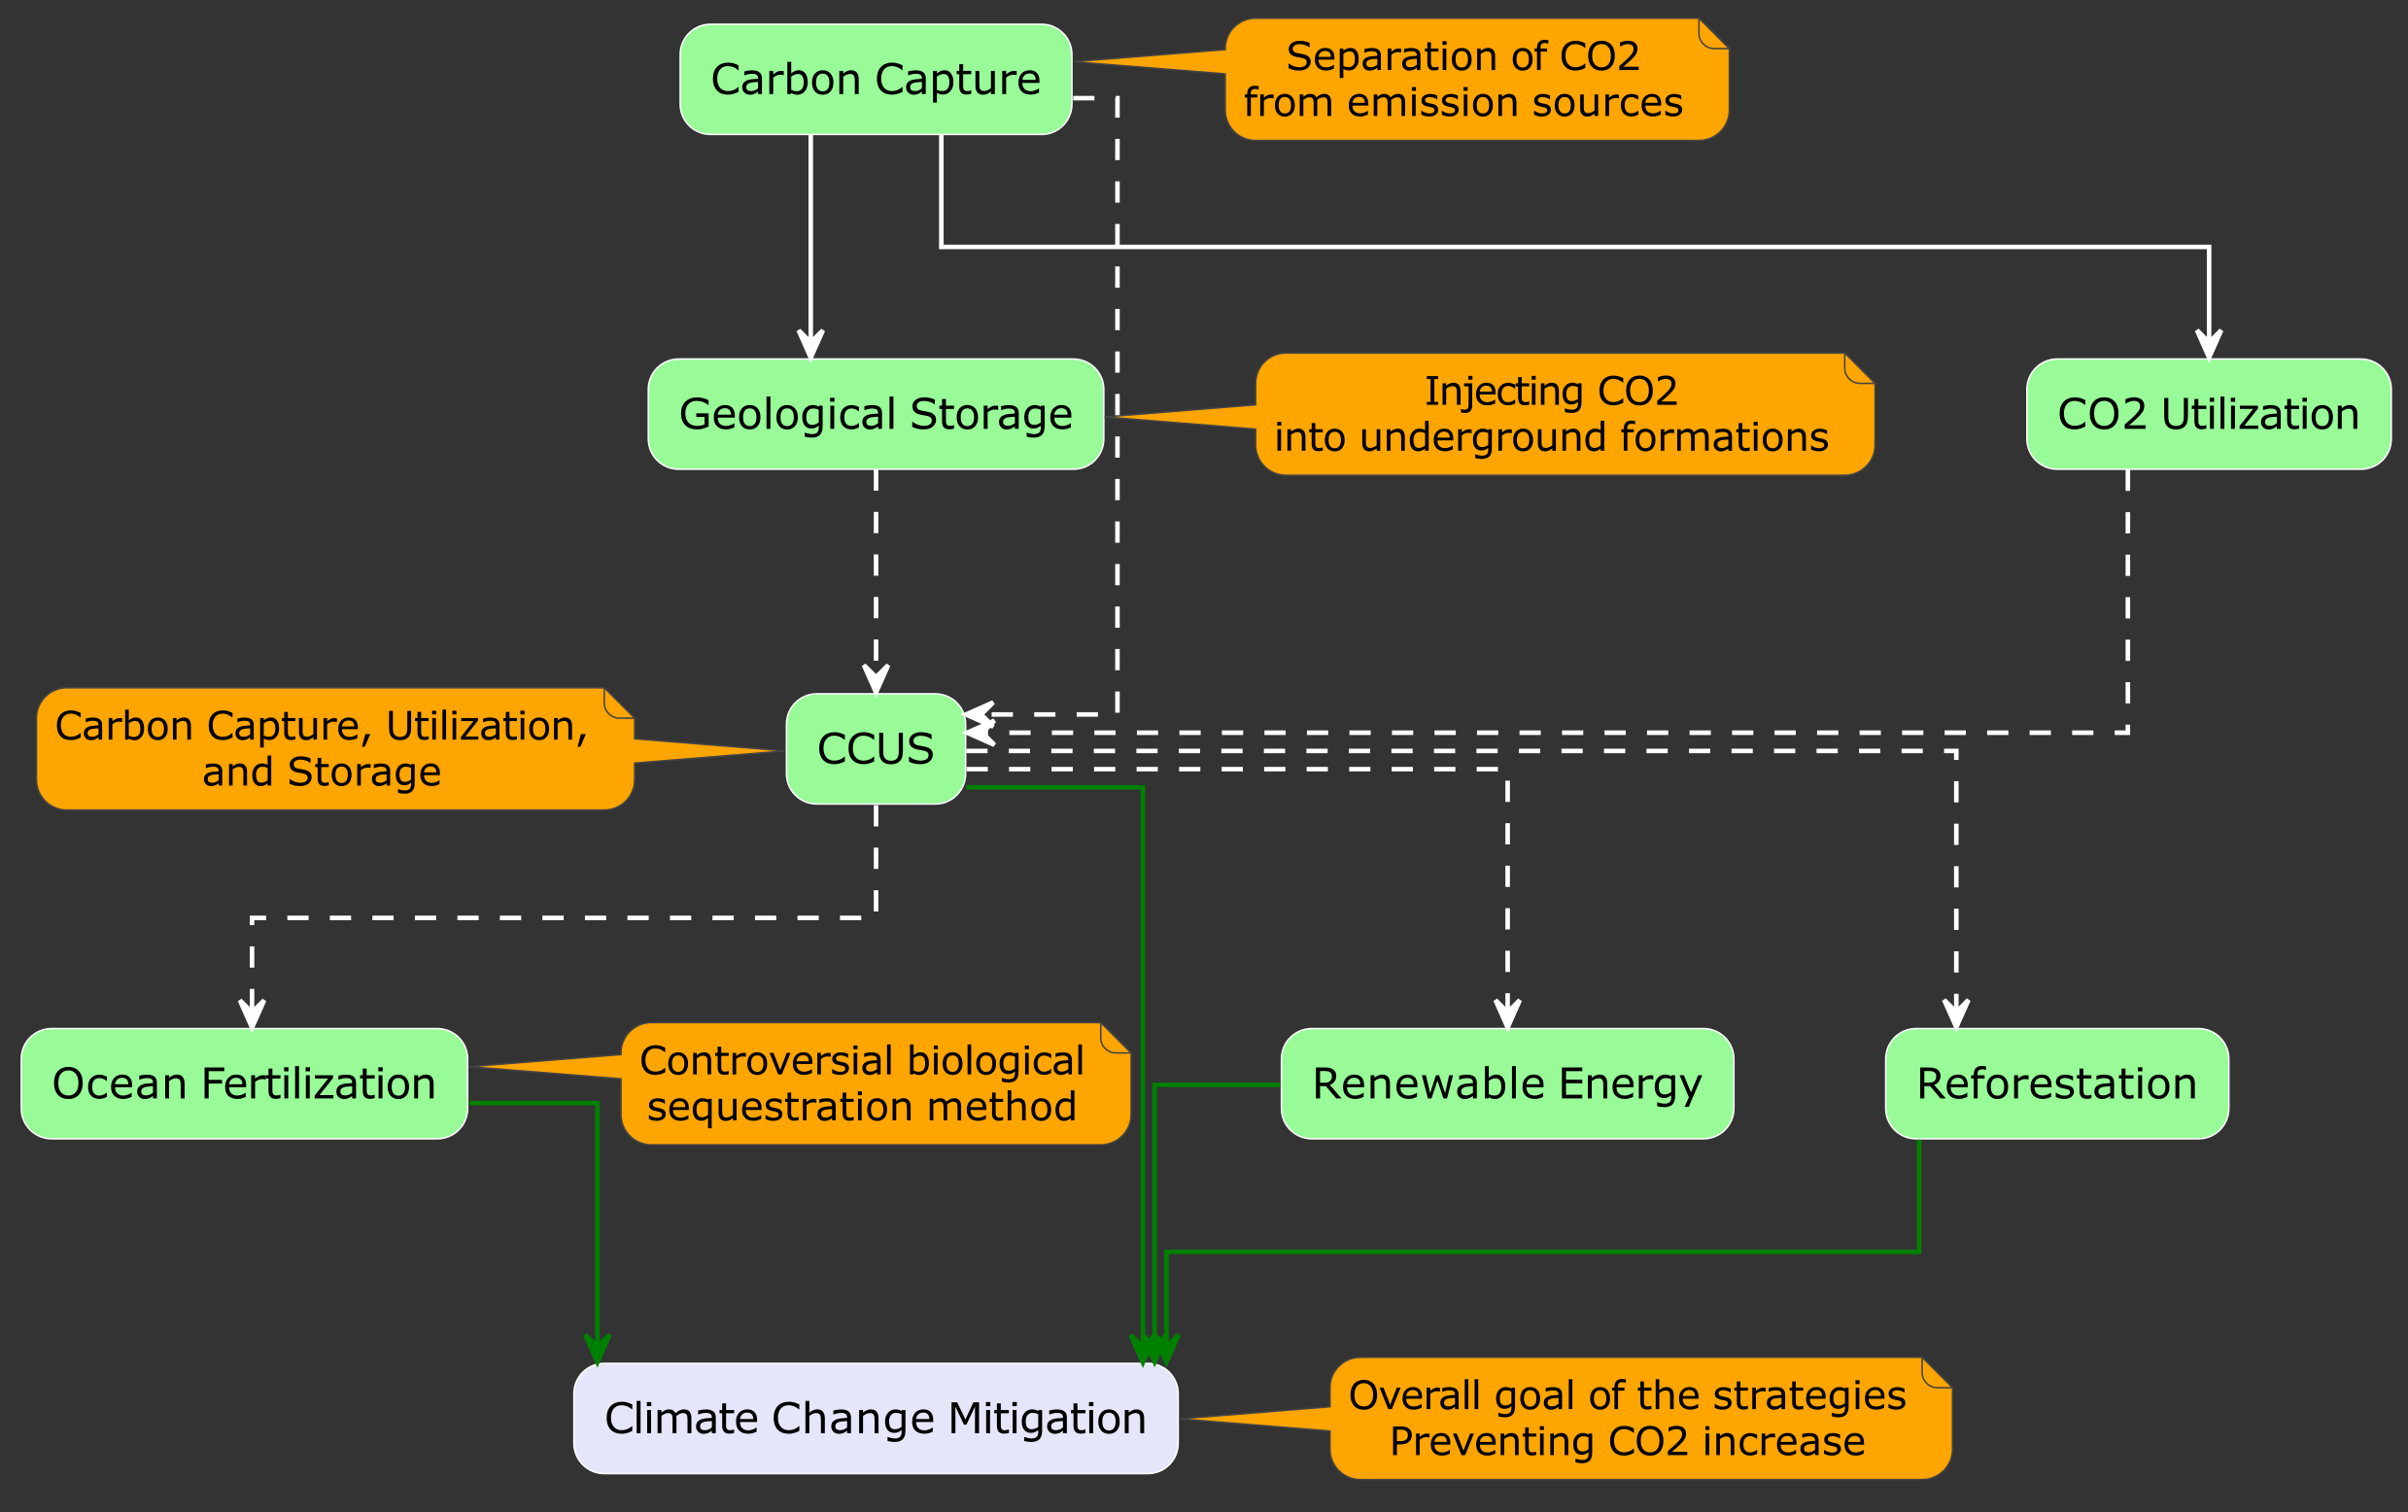 Carbon Capture
Separation of CO2
from emission sources
Geological Storage
Injecting CO2
into underground formations
CO2 Utilization
Carbon Capture, Utilization,
and Storage
CCUS
Ocean Fertilization
Controversial biological
sequestration method
Renewable Energy
Reforestation
Climate Change Mitigation
Overall goal of the strategies
Preventing CO2 increase